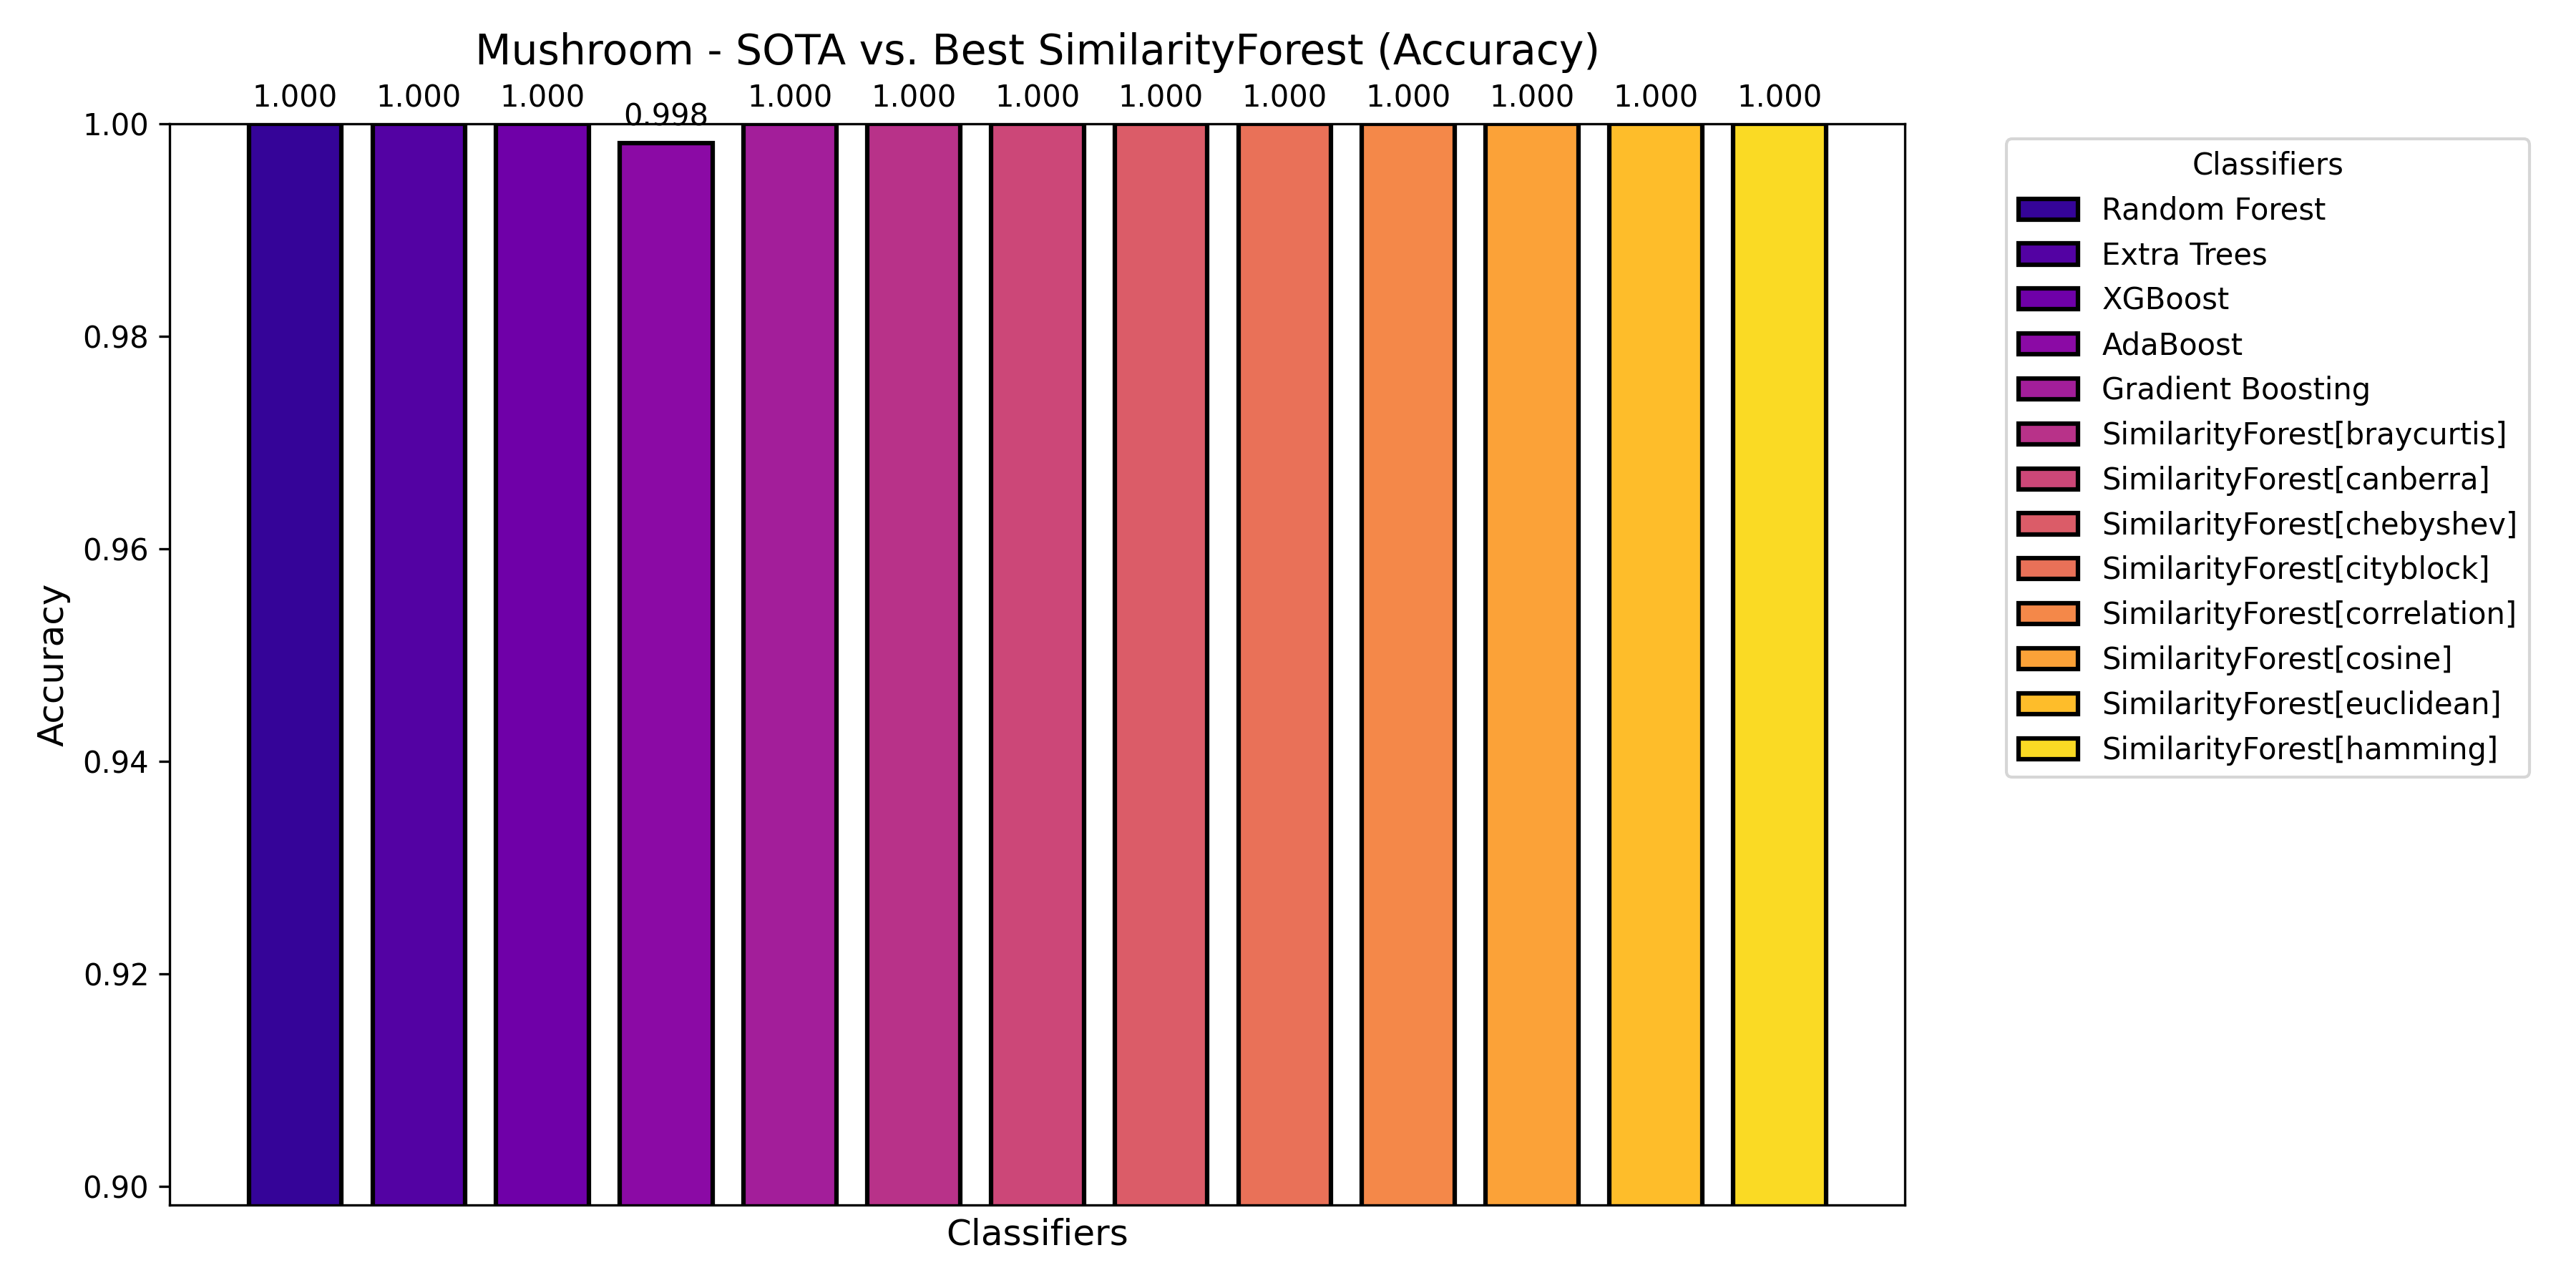 Mushroom - SOTA vs. Best SimilarityForest (Accuracy)
1.000 1.000 1.000 0.998 1.000 1.000 1.000 1.000 1.000 1.000 1.000 1.000 1.000
1.00
0.98
0.96
0.94
0.92
0.90
Accuracy
Classifiers
Classifiers
Random Forest
Extra Trees
XGBoost
AdaBoost
Gradient Boosting
SimilarityForest[braycurtis]
SimilarityForest[canberra]
SimilarityForest[chebyshev]
SimilarityForest[cityblock]
SimilarityForest[correlation]
SimilarityForest[cosine]
SimilarityForest[euclidean]
SimilarityForest[hamming]